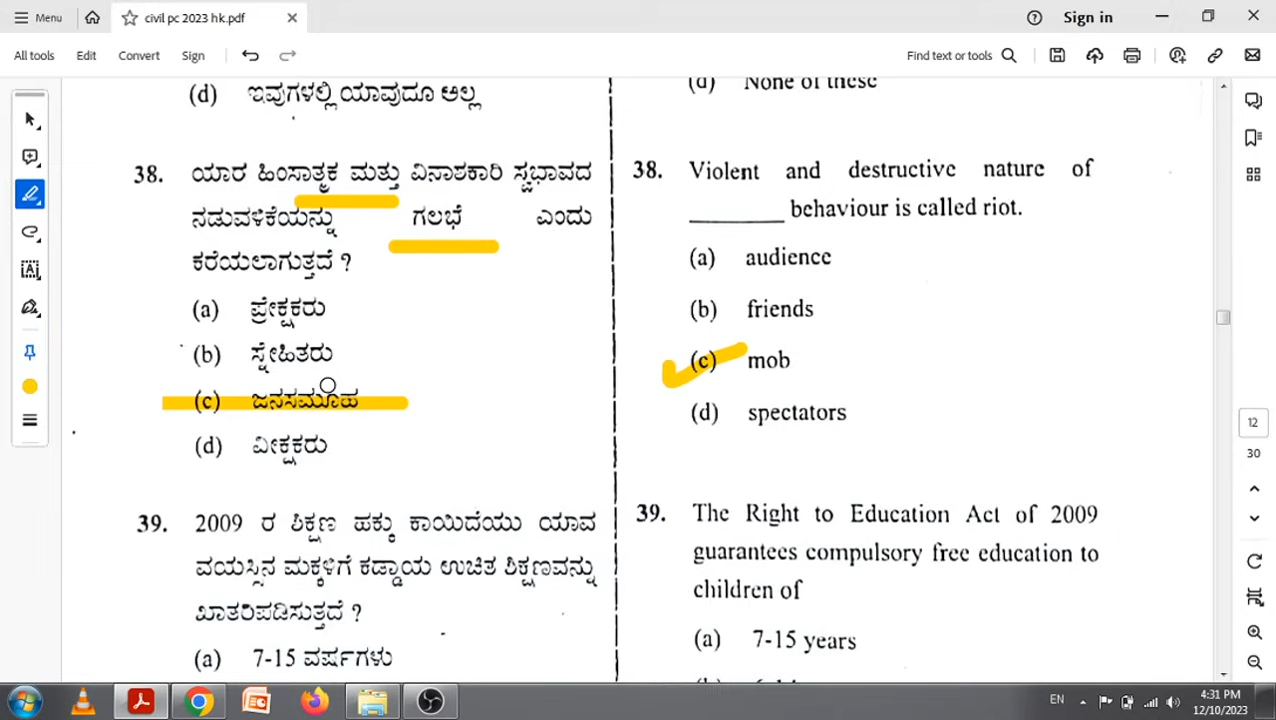 Menu
civil pc 2023 hk.pdf
Sign in
All tools
Edit
Convert
Sign
Find text or tools
(d) ಇವುಗಳಲ್ಲಿ ಯಾವುದೂ ಅಲ್ಲ
38. ಯಾರ ಹಿಂಸಾತ್ಮಕ ಮತ್ತು ವಿನಾಶಕಾರಿ ಸ್ವಭಾವದ
ನಡುವಳಿಕೆಯನ್ನು ಗಲಭೆ ಎಂದು
ಕರೆಯಲಾಗುತ್ತದೆ ?
(a) ಪ್ರೇಕ್ಷಕರು
(b) ಸ್ನೇಹಿತರು
(c) ಜನಸಮೂಹ
(d) ವೀಕ್ಷಕರು
39. 2009 ರ ಶಿಕ್ಷಣ ಹಕ್ಕು ಕಾಯಿದೆಯು ಯಾವ
ವಯಸ್ಸಿನ ಮಕ್ಕಳಿಗೆ ಕಡ್ಡಾಯ ಉಚಿತ ಶಿಕ್ಷಣವನ್ನು
ಖಾತರಿಪಡಿಸುತ್ತದೆ ?
(a) 7-15 ವರ್ಷಗಳು
(d) None of these
38. Violent and destructive nature of
________ behaviour is called riot.
(a) audience
(b) friends
(c) mob
(d) spectators
39. The Right to Education Act of 2009
guarantees compulsory free education to
children of
(a) 7-15 years
12
30
EN
4:31 PM
12/10/2023